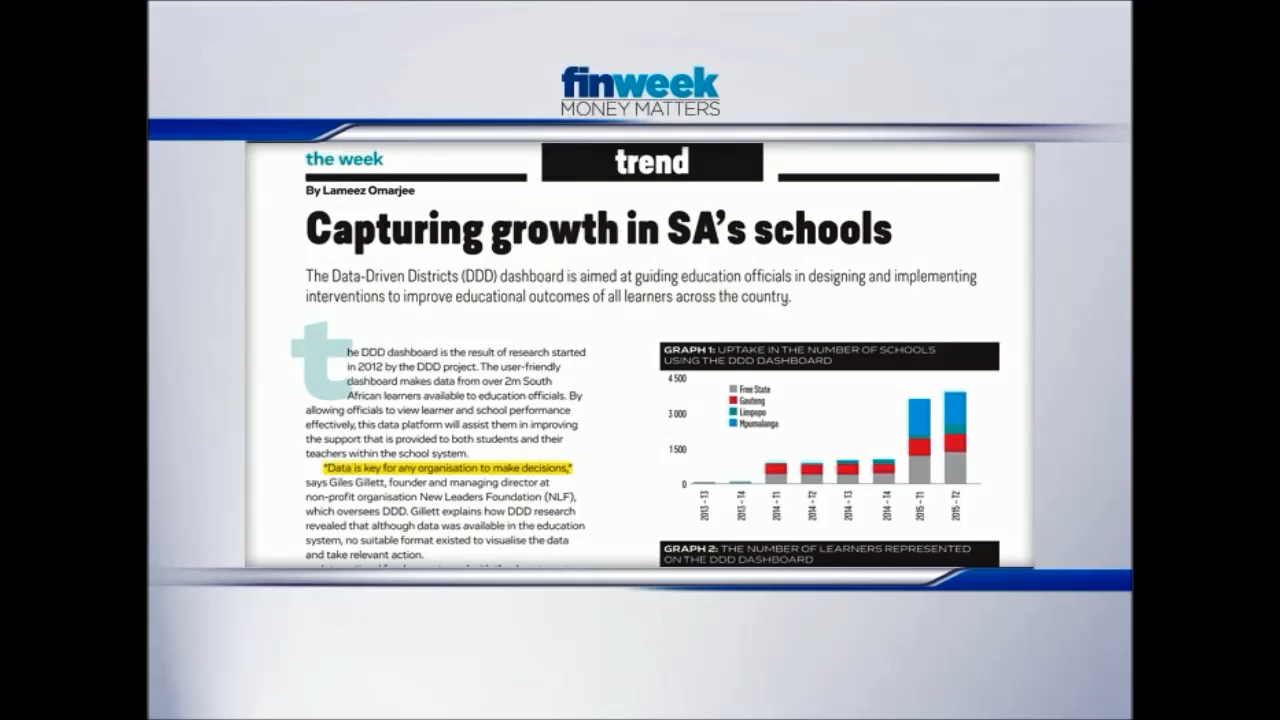 finweek
MONEY MATTERS
the week
trend
By Lameez Omarjee
Capturing growth in SA's schools
The Data-Driven Districts (DDD) dashboard is aimed at guiding education officials in designing and implementing
interventions to improve educational outcomes of all learners across the country.
the DDD dashboard is the result of research started
in 2012 by the DDD project. The user-friendly
dashboard makes data from over 2m South
African learners available to education officials. By
allowing officials to view learner and school performance
effectively, this data platform will assist them in improving
the support that is provided to both students and their
teachers within the school system.
"Data is key for any organisation to make decisions,"
says Giles Gillett, founder and managing director at
non-profit organisation New Leaders Foundation (NLF),
which oversees DDD. Gillett explains how DDD research
revealed that although data was available in the education
system, no suitable format existed to visualise the data
and take relevant action.
GRAPH 1: UPTAKE IN THE NUMBER OF SCHOOLS
USING THE DDD DASHBOARD
4 500
3 000
1 500
0
Free State
Gauteng
Limpopo
Mpumalanga
2013 - T3
2013 - T4
2014 - T1
2014 - T2
2014 - T3
2014 - T4
2015 - T1
2015 - T2
GRAPH 2: THE NUMBER OF LEARNERS REPRESENTED
ON THE DDD DASHBOARD